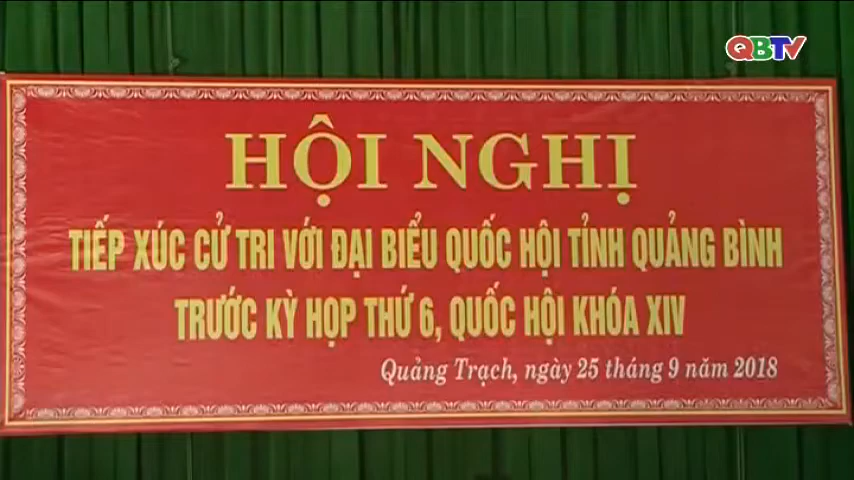 QBTV
HỘI NGHỊ
TIẾP XÚC CỬ TRI VỚI ĐẠI BIỂU QUỐC HỘI TỈNH QUẢNG BÌNH
TRƯỚC KỲ HỌP THỨ 6, QUỐC HỘI KHÓA XIV
Quảng Trạch, ngày 25 tháng 9 năm 2018